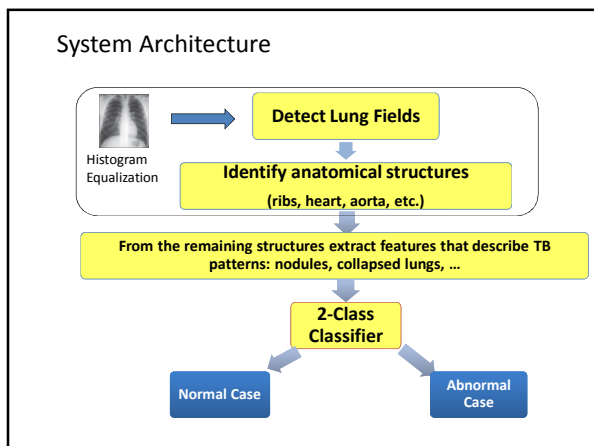 System Architecture
Detect Lung Fields
Histogram
Equalization
Identify anatomical structures
(ribs, heart, aorta, etc.)
From the remaining structures extract features that describe TB
patterns: nodules, collapsed lungs, …
2-Class
Classifier
Normal Case
Abnormal
Case